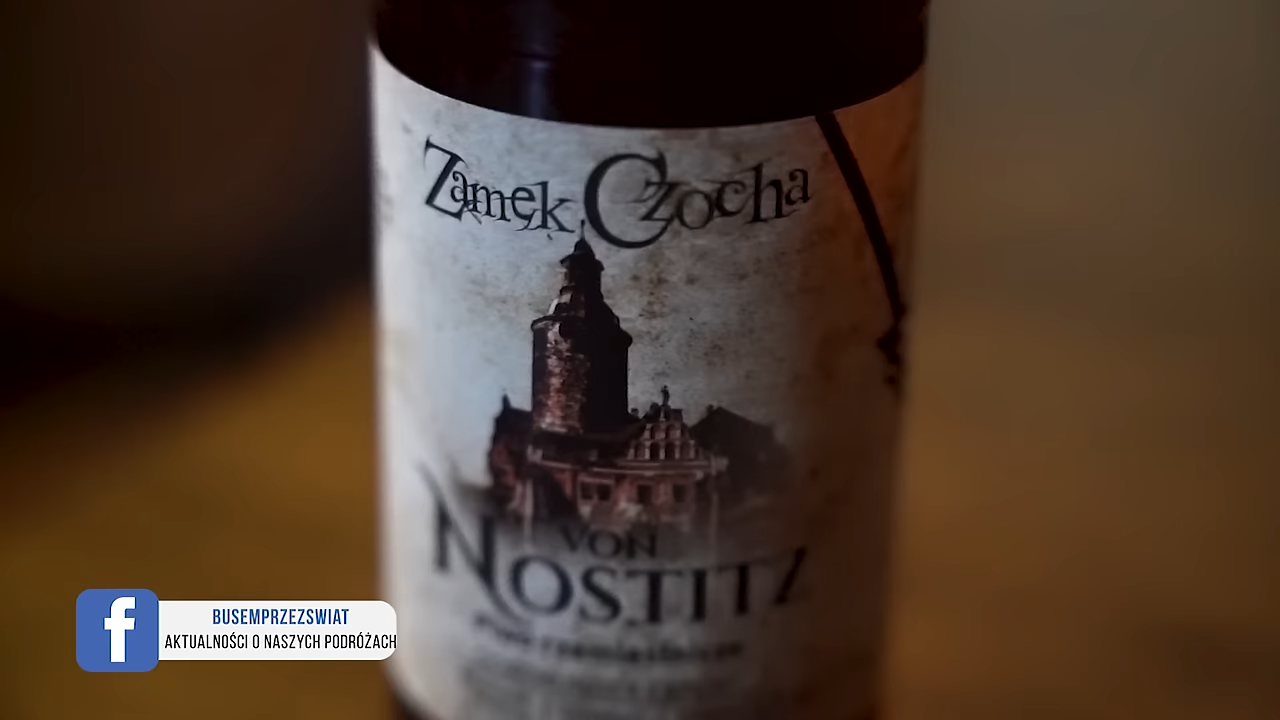 Zamek Czocha
VON
NOSTITZ
BUSEMPRZEZSWIAT
AKTUALNOŚCI O NASZYCH PODRÓŻACH